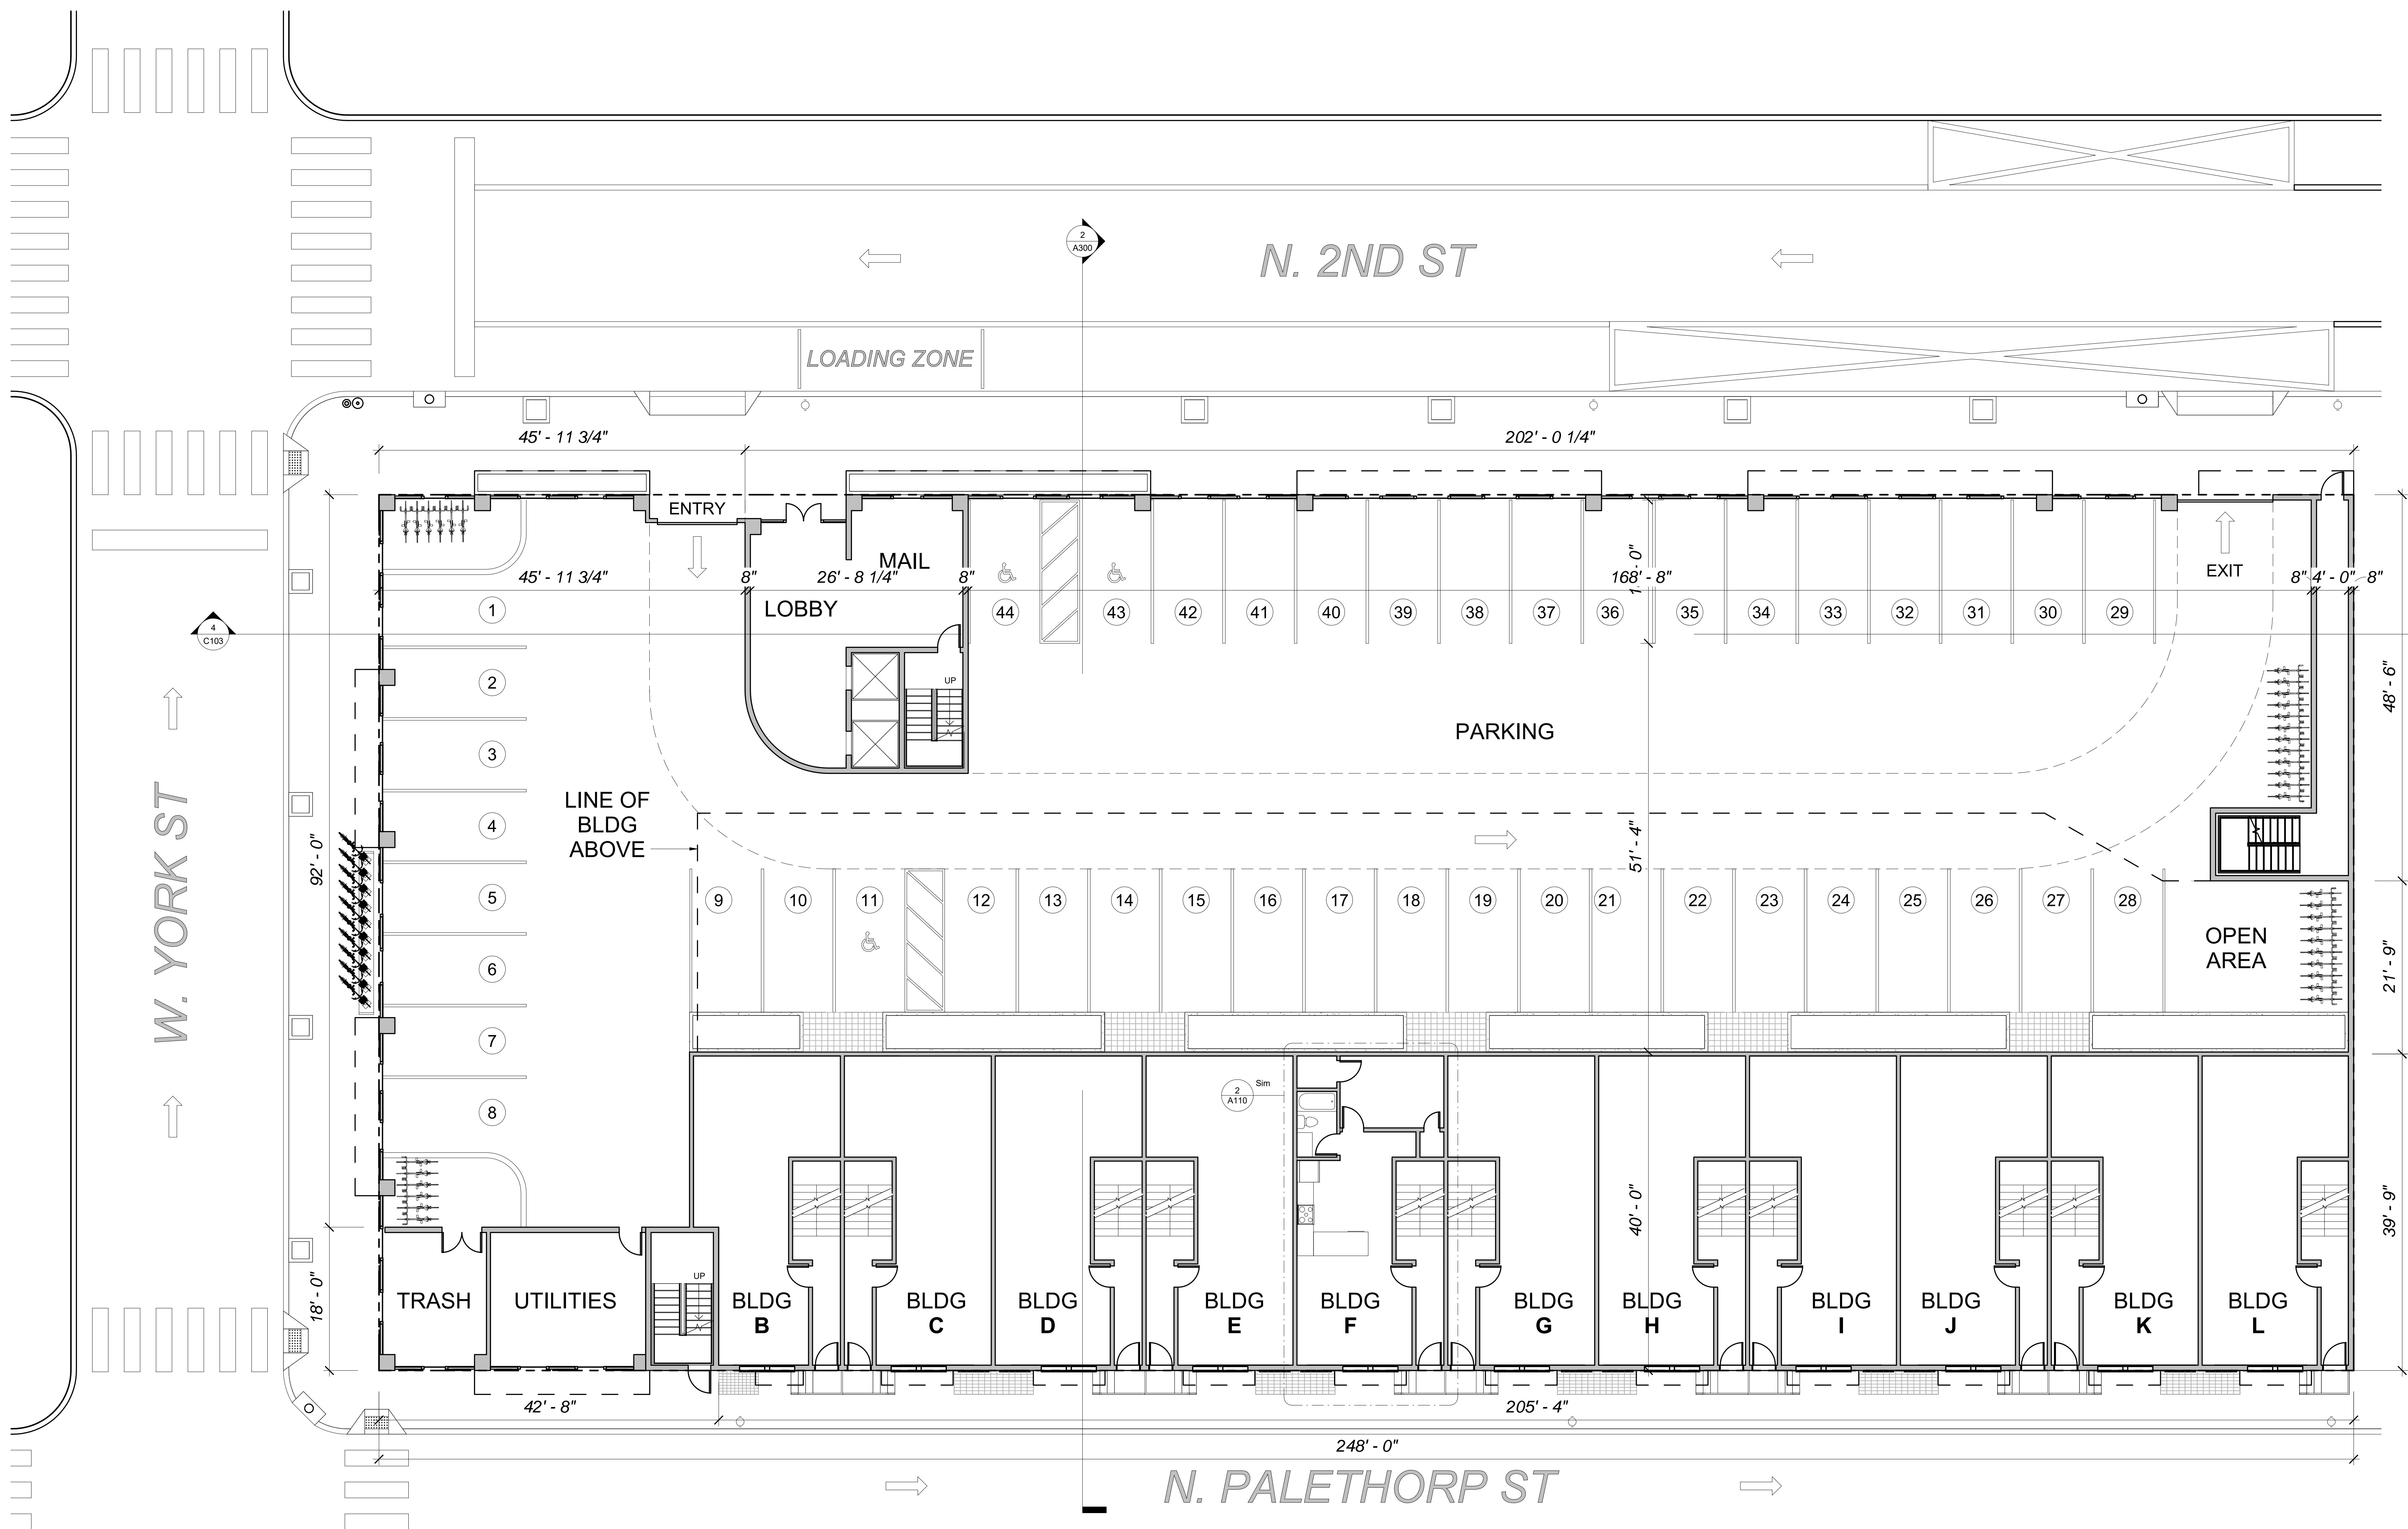 2
A300
N. 2ND ST
LOADING ZONE
45' - 11 3/4"
202' - 0 1/4"
ENTRY
MAIL
LOBBY
EXIT
45' - 11 3/4"
8"
26' - 8 1/4"
8"
168' - 8"
8"
4' - 0"
8"
44
43
42
41
40
39
38
37
36
35
34
33
32
31
30
29
4
C103
UP
PARKING
48' - 6"
1
2
3
4
5
6
7
8
LINE OF
BLDG
ABOVE
W. YORK ST
92' - 0"
51' - 4"
9
10
11
12
13
14
15
16
17
18
19
20
21
22
23
24
25
26
27
28
OPEN
AREA
21' - 9"
2
A110
Sim
40' - 0"
39' - 9"
18' - 0"
TRASH
UTILITIES
UP
BLDG
B
BLDG
C
BLDG
D
BLDG
E
BLDG
F
BLDG
G
BLDG
H
BLDG
I
BLDG
J
BLDG
K
BLDG
L
42' - 8"
205' - 4"
248' - 0"
N. PALETHORP ST